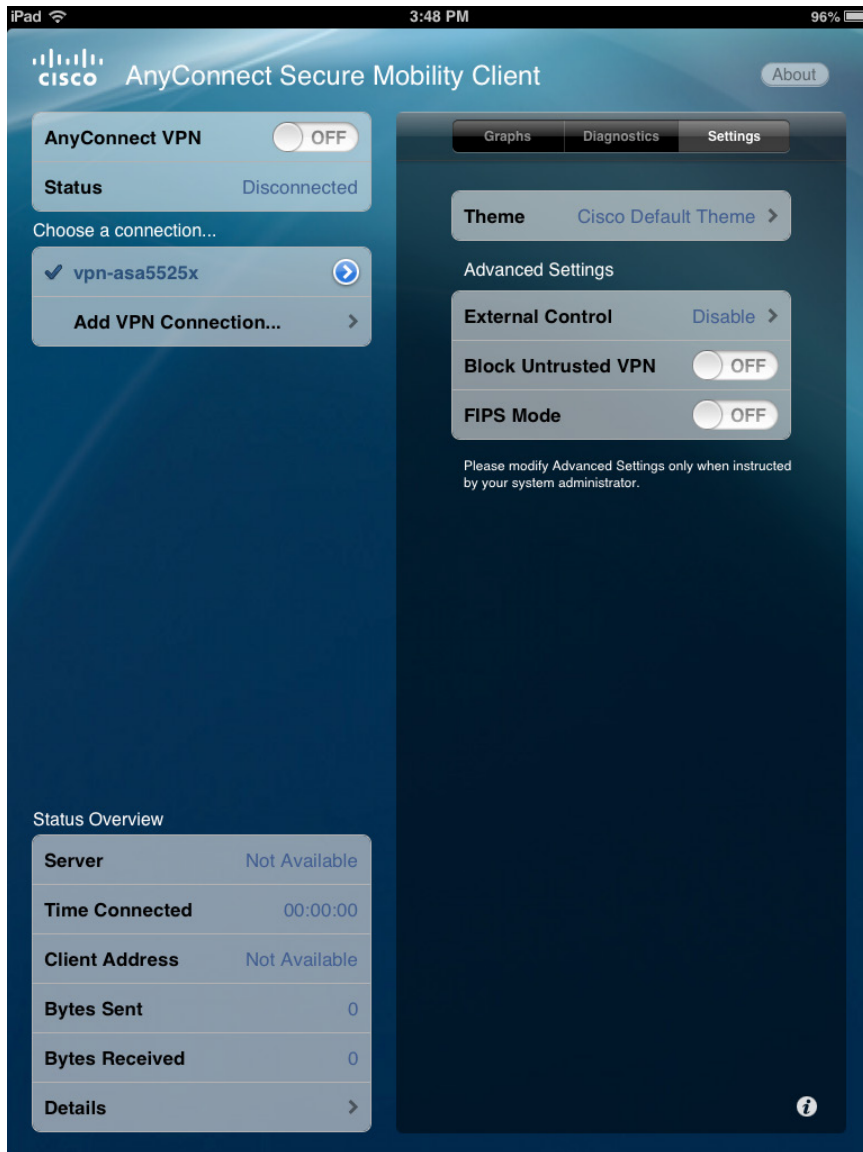 iPad 3:48 PM 96%
CISCO AnyConnect Secure Mobility Client About
AnyConnect VPN OFF
Status Disconnected
Choose a connection...
vpn-asa5525x
Add VPN Connection...
Graphs Diagnostics Settings
Theme Cisco Default Theme
Advanced Settings
External Control Disable
Block Untrusted VPN OFF
FIPS Mode OFF
Please modify Advanced Settings only when instructed
by your system administrator.
Status Overview
Server Not Available
Time Connected 00:00:00
Client Address Not Available
Bytes Sent 0
Bytes Received 0
Details